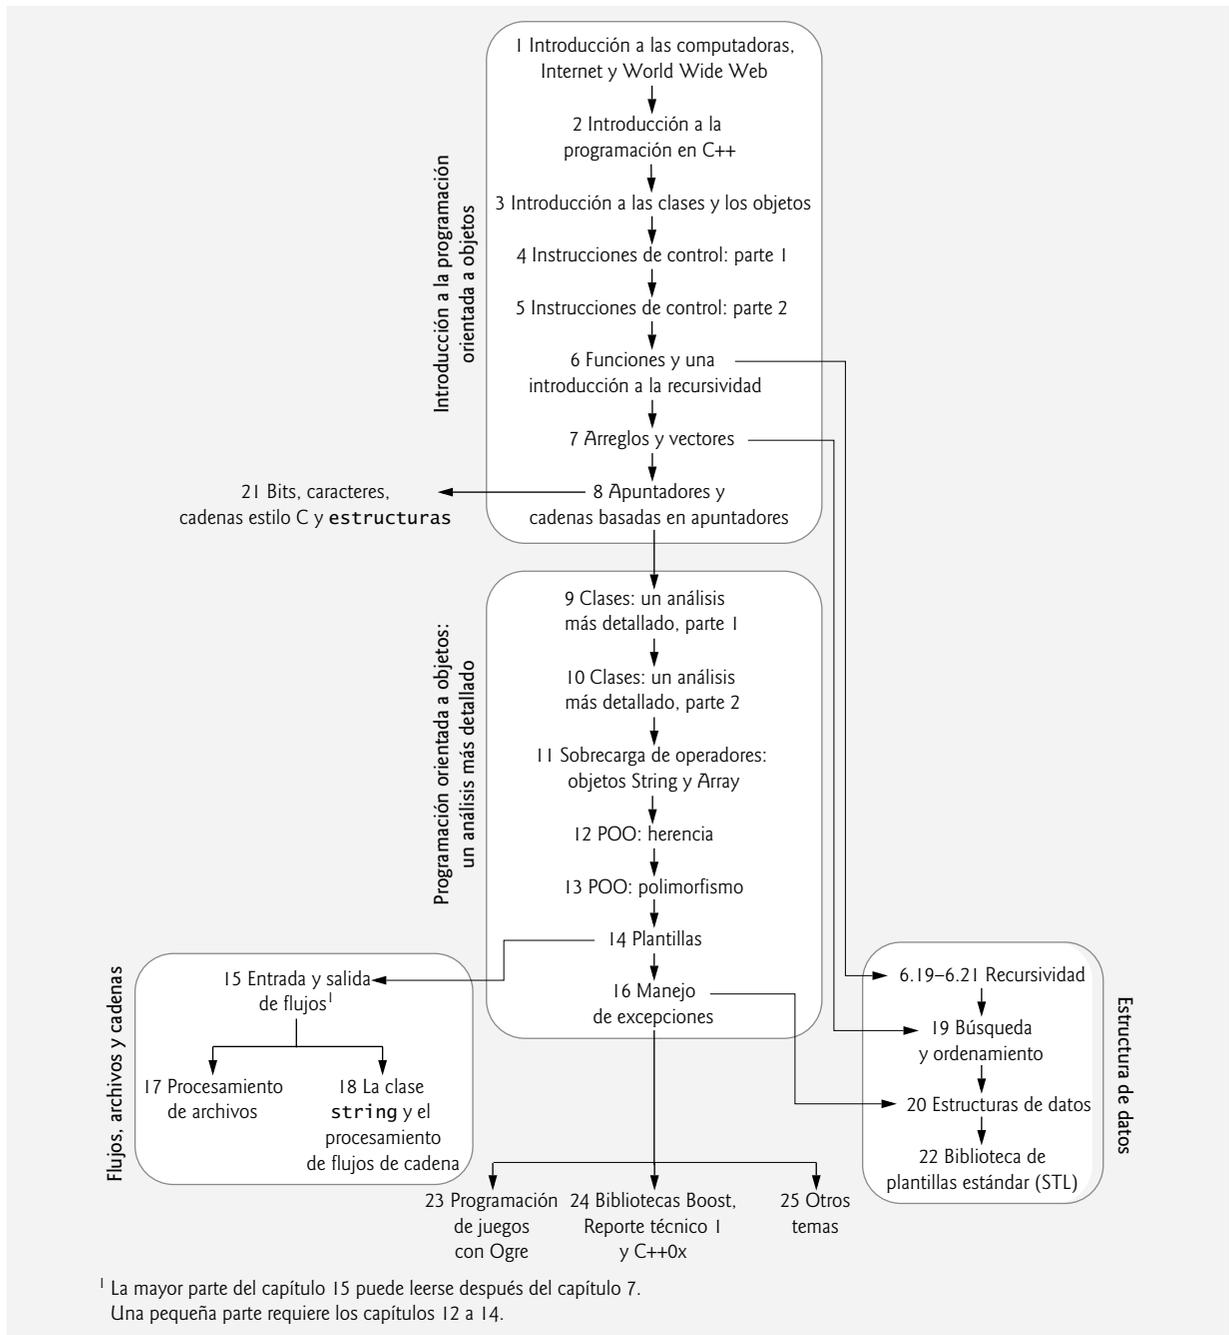 1 Introducción a las computadoras,
Internet y World Wide Web
2 Introducción a la
programación en C++
3 Introducción a las clases y los objetos
4 Instrucciones de control: parte 1
5 Instrucciones de control: parte 2
6 Funciones y una
introducción a la recursividad
7 Arreglos y vectores
8 Apuntadores y
cadenas basadas en apuntadores
Introducción a la programación
orientada a objetos
21 Bits, caracteres,
cadenas estilo C y estructuras
9 Clases: un análisis
más detallado, parte 1
10 Clases: un análisis
más detallado, parte 2
11 Sobrecarga de operadores:
objetos String y Array
12 POO: herencia
13 POO: polimorfismo
14 Plantillas
16 Manejo
de excepciones
Programación orientada a objetos:
un análisis más detallado
15 Entrada y salida
de flujos1
17 Procesamiento
de archivos
18 La clase
string y el
procesamiento
de flujos de cadena
Flujos, archivos y cadenas
6.19–6.21 Recursividad
19 Búsqueda
y ordenamiento
20 Estructuras de datos
22 Biblioteca de
plantillas estándar (STL)
Estructura de datos
23 Programación
de juegos
con Ogre
24 Bibliotecas Boost,
Reporte técnico 1
y C++0x
25 Otros
temas
1 La mayor parte del capítulo 15 puede leerse después del capítulo 7.
Una pequeña parte requiere los capítulos 12 a 14.